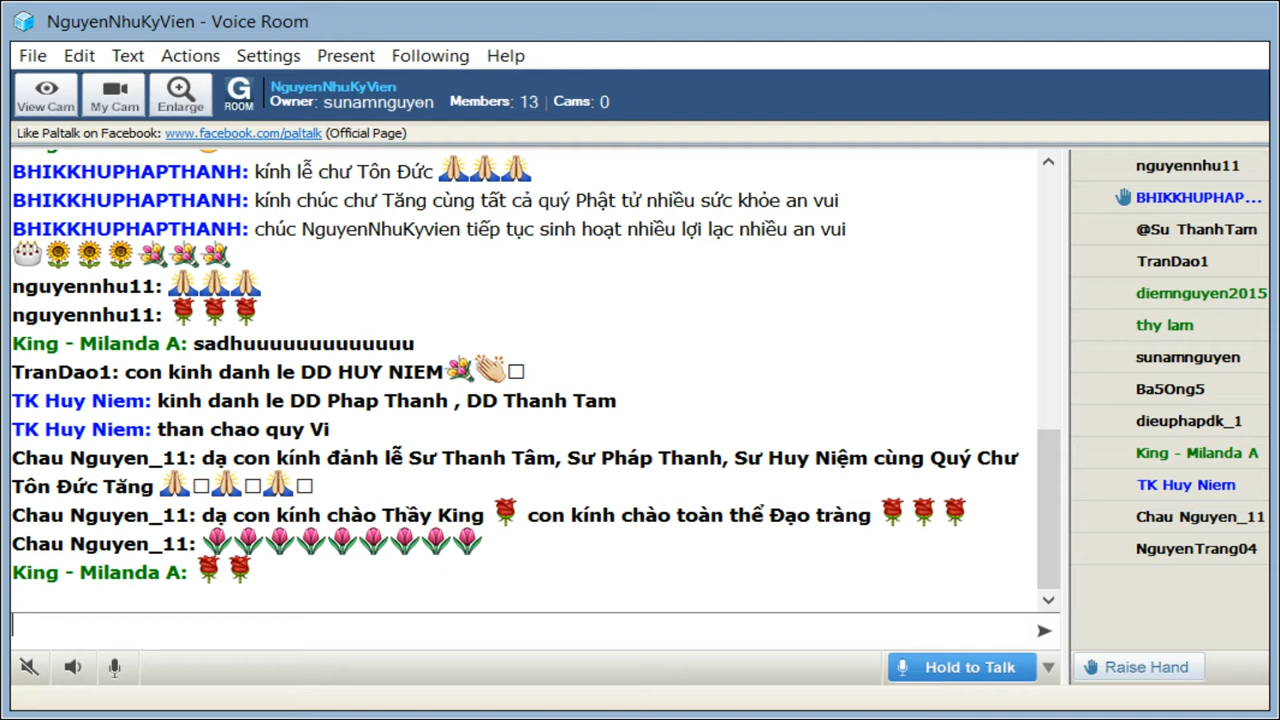 NguyenNhuKyVien - Voice Room
File Edit Text Actions Settings Present Following Help
View Cam My Cam Enlarge G ROOM
NguyenNhuKyVien
Owner: sunamnguyen Members: 13 Cams: 0
Like Paltalk on Facebook: www.facebook.com/paltalk (Official Page)
BHIKKHUPHAPTHANH: kính lễ chư Tôn Đức 🙏🙏🙏
BHIKKHUPHAPTHANH: kính chúc chư Tăng cùng tất cả quý Phật tử nhiều sức khỏe an vui
BHIKKHUPHAPTHANH: chúc NguyenNhuKyvien tiếp tục sinh hoạt nhiều lợi lạc nhiều an vui
🎂🌻🌻🌻💐💐💐
nguyennhu11: 🙏🙏🙏
nguyennhu11: 🌹🌹🌹
King - Milanda A: sadhuuuuuuuuuuuuu
TranDao1: con kinh danh le DD HUY NIEM💐👏□
TK Huy Niem: kinh danh le DD Phap Thanh , DD Thanh Tam
TK Huy Niem: than chao quy Vi
Chau Nguyen_11: dạ con kính đảnh lễ Sư Thanh Tâm, Sư Pháp Thanh, Sư Huy Niệm cùng Quý Chư
Tôn Đức Tăng 🙏□🙏□🙏□
Chau Nguyen_11: dạ con kính chào Thầy King 🌹 con kính chào toàn thể Đạo tràng 🌹🌹🌹
Chau Nguyen_11: 🌷🌷🌷🌷🌷🌷🌷🌷🌷
King - Milanda A: 🌹🌹
Hold to Talk
nguyennhu11
BHIKKHUPHAP...
@Su ThanhTam
TranDao1
diemnguyen2015
thy lam
sunamnguyen
Ba5Ong5
dieuphapdk_1
King - Milanda A
TK Huy Niem
Chau Nguyen_11
NguyenTrang04
Raise Hand